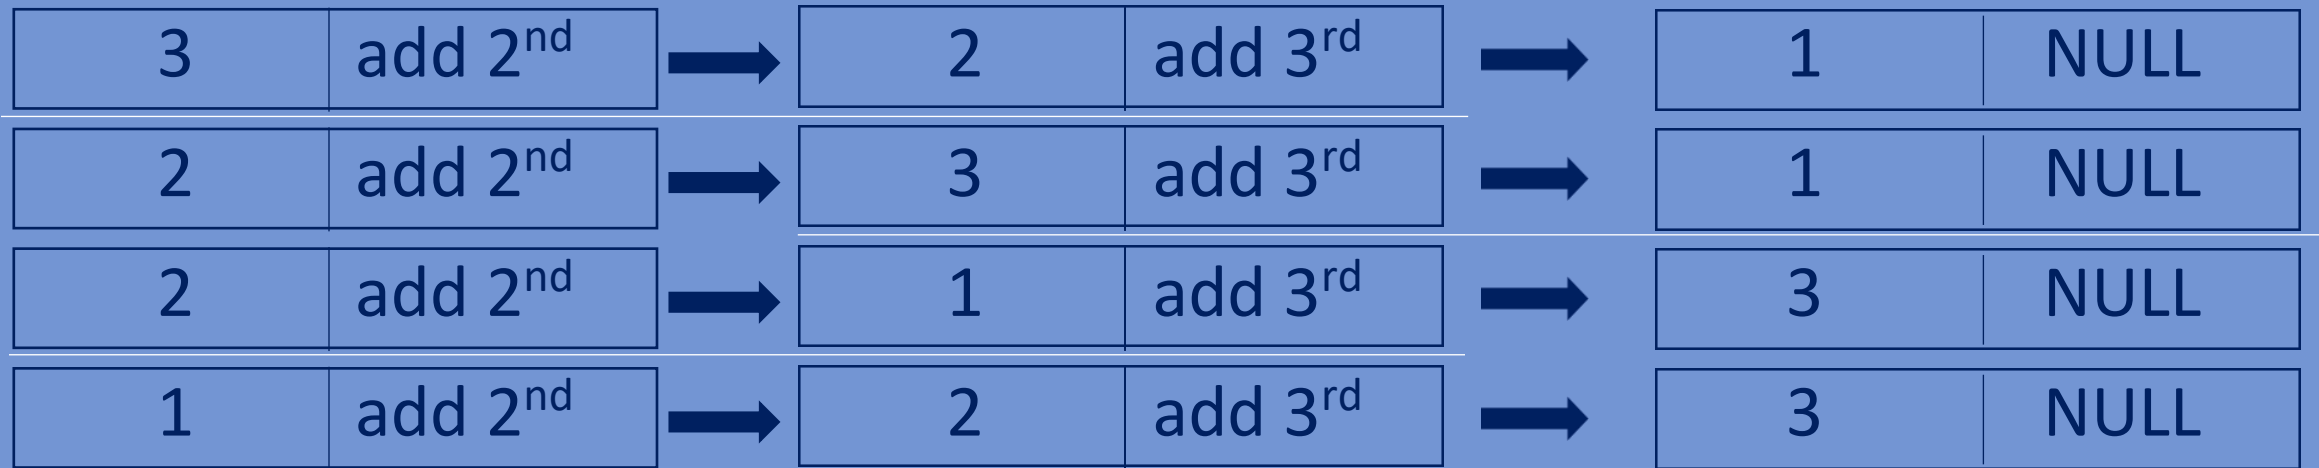 3 add 2nd 2 add 3rd 1 NULL
2 add 2nd 3 add 3rd 1 NULL
2 add 2nd 1 add 3rd 3 NULL
1 add 2nd 2 add 3rd 3 NULL